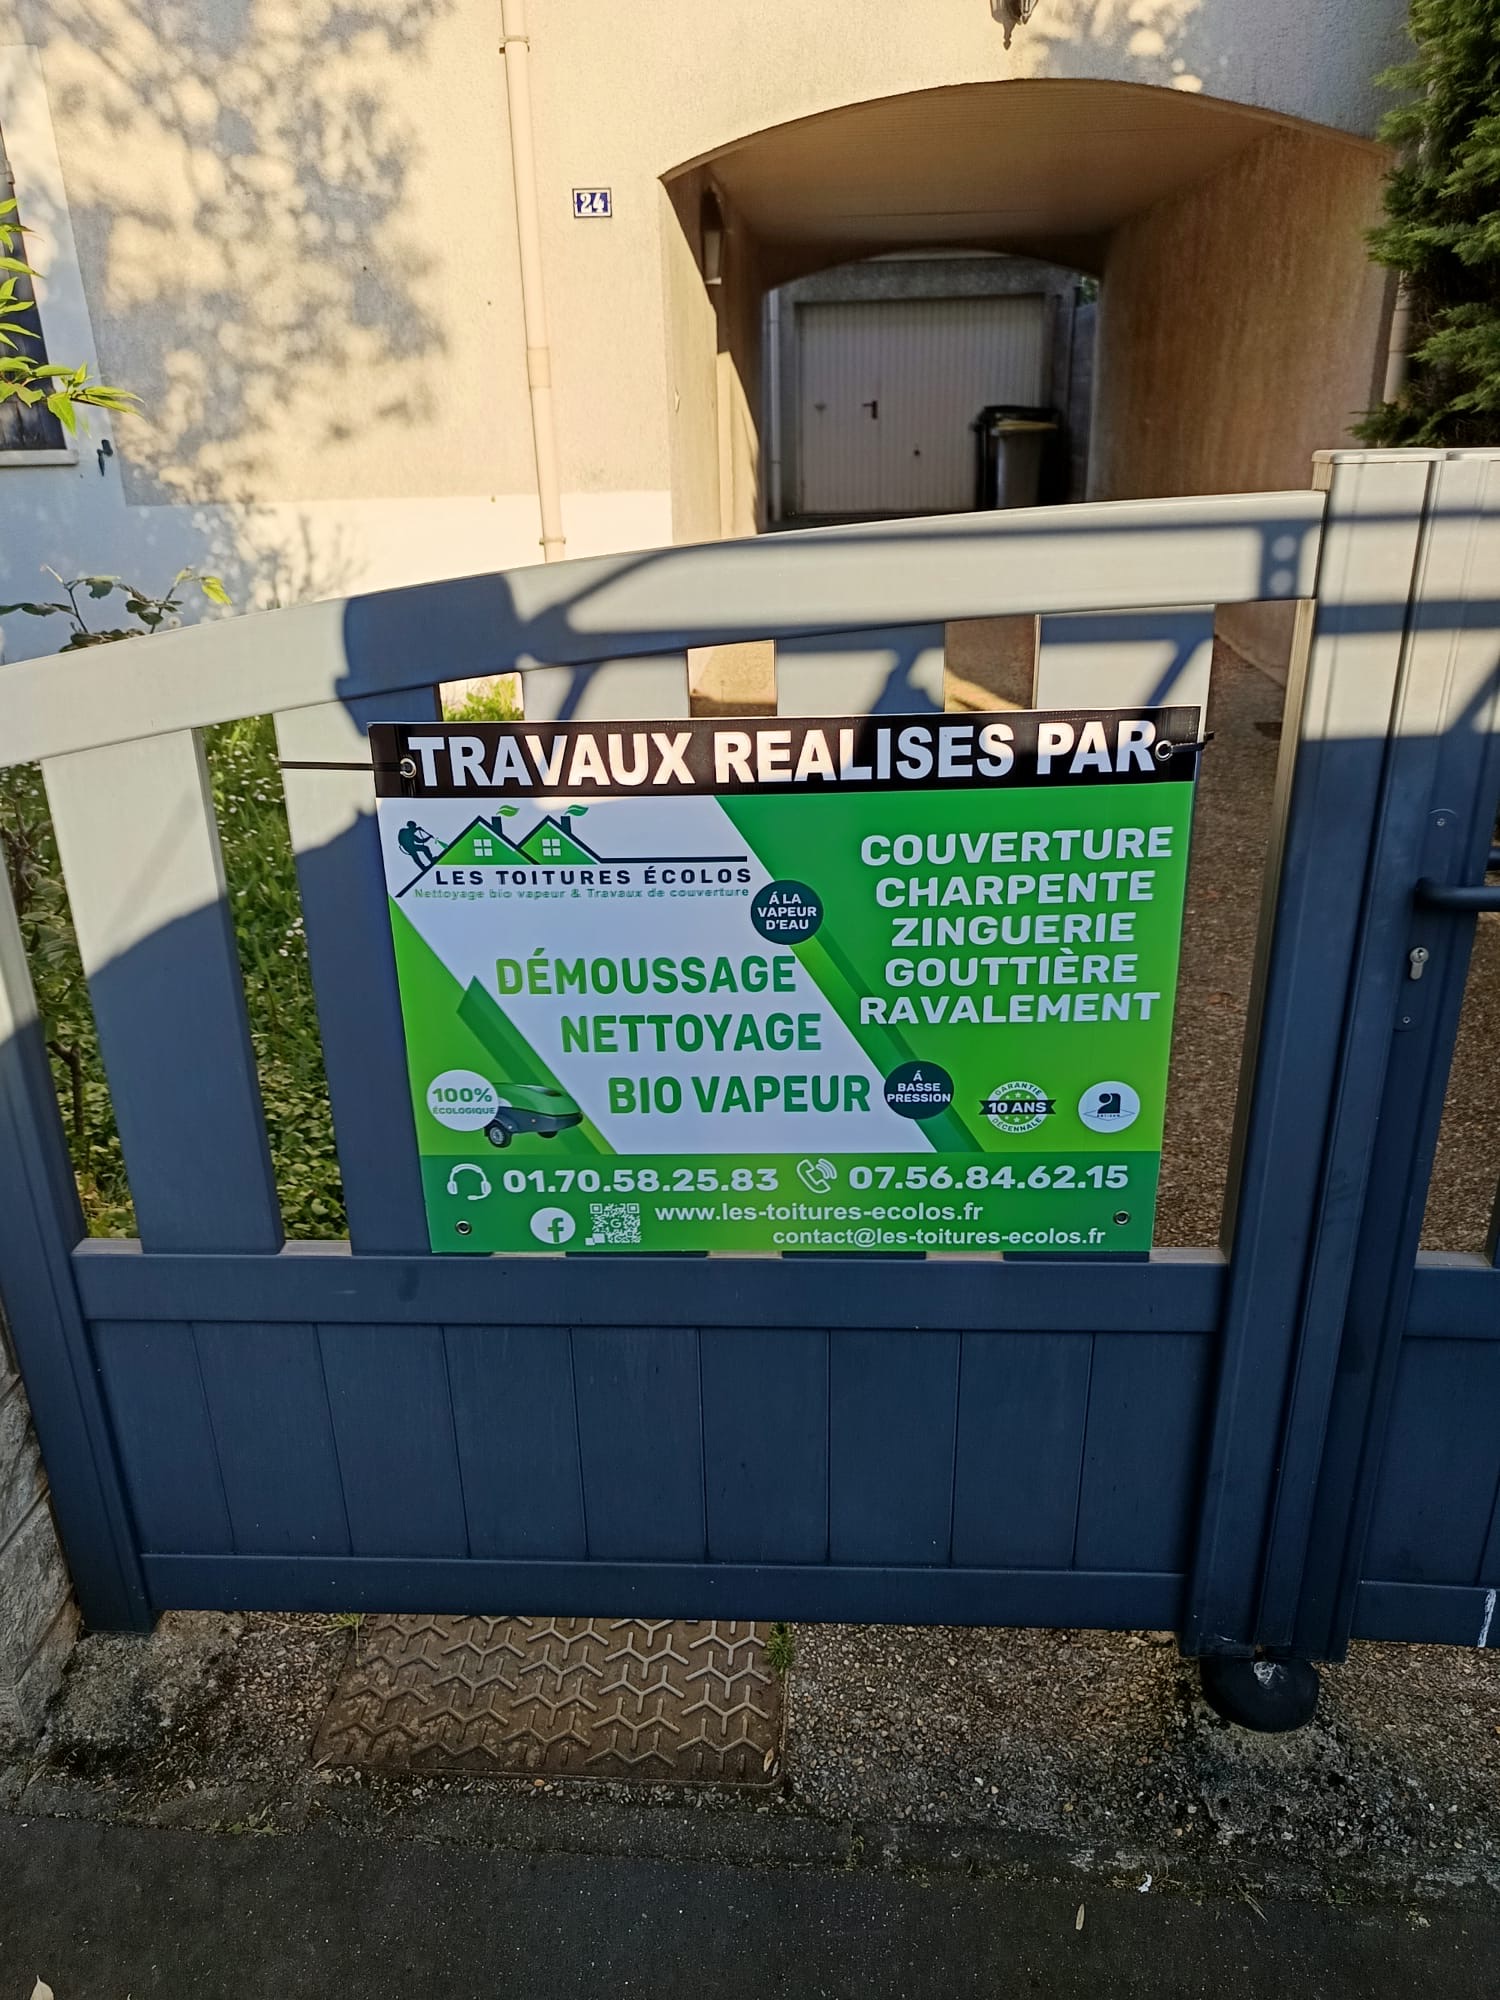 24
TRAVAUX REALISES PAR
LES TOITURES ÉCOLOS
Nettoyage bio vapeur & Travaux de couverture
Á LA
VAPEUR
D'EAU
DÉMOUSSAGE
NETTOYAGE
BIO VAPEUR
Á
BASSE
PRESSION
COUVERTURE
CHARPENTE
ZINGUERIE
GOUTTIÈRE
RAVALEMENT
100%
ÉCOLOGIQUE
GARANTIE
10 ANS
DÉCENNALE
ARTISAN
01.70.58.25.83 07.56.84.62.15
f
G
www.les-toitures-ecolos.fr
contact@les-toitures-ecolos.fr